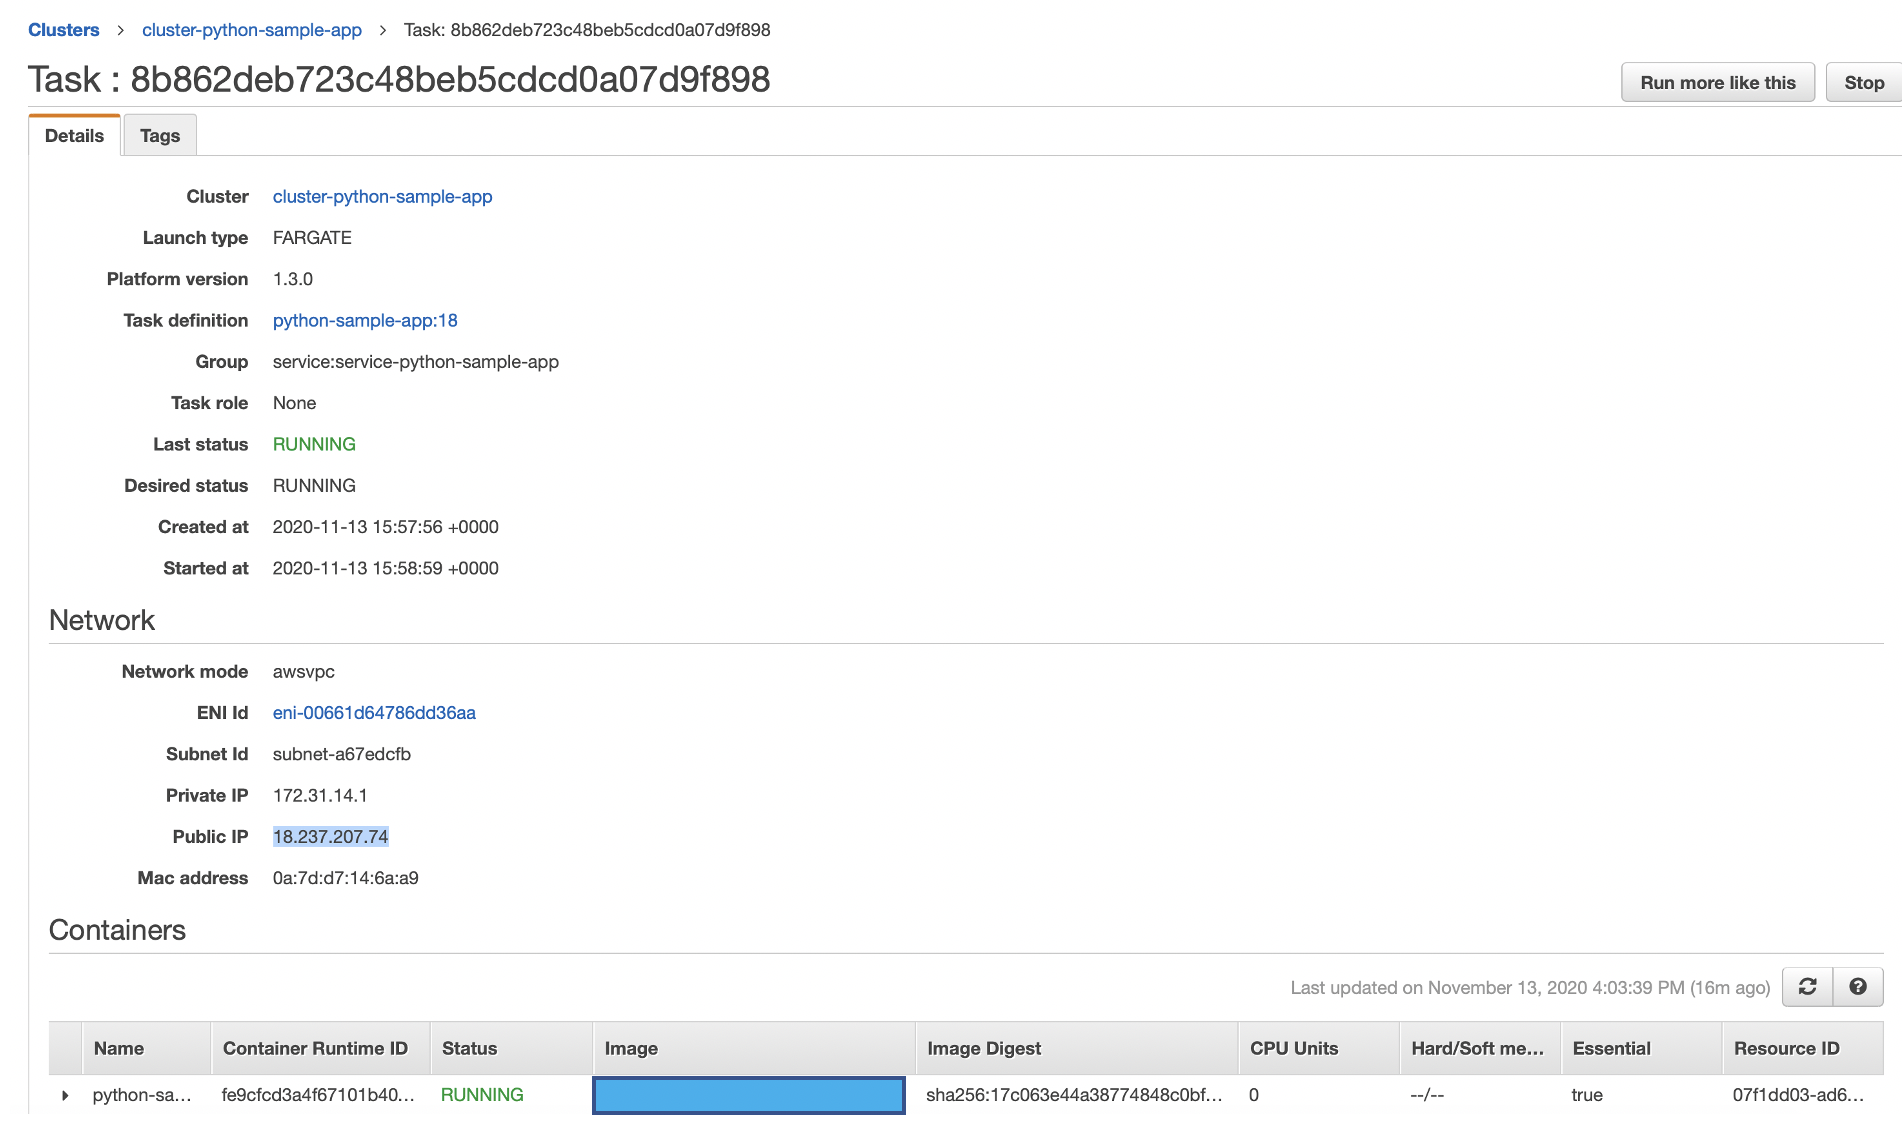 Clusters > cluster-python-sample-app > Task: 8b862deb723c48beb5cdcd0a07d9f898
Task : 8b862deb723c48beb5cdcd0a07d9f898
Run more like this Stop
Details Tags
Cluster cluster-python-sample-app
Launch type FARGATE
Platform version 1.3.0
Task definition python-sample-app:18
Group service:service-python-sample-app
Task role None
Last status RUNNING
Desired status RUNNING
Created at 2020-11-13 15:57:56 +0000
Started at 2020-11-13 15:58:59 +0000
Network
Network mode awsvpc
ENI Id eni-00661d64786dd36aa
Subnet Id subnet-a67edcfb
Private IP 172.31.14.1
Public IP 18.237.207.74
Mac address 0a:7d:d7:14:6a:a9
Containers
Last updated on November 13, 2020 4:03:39 PM (16m ago)
Name Container Runtime ID Status Image Image Digest CPU Units Hard/Soft me... Essential Resource ID
python-sa... fe9cfcd3a4f67101b40... RUNNING sha256:17c063e44a38774848c0bf... 0 --/-- true 07f1dd03-ad6...